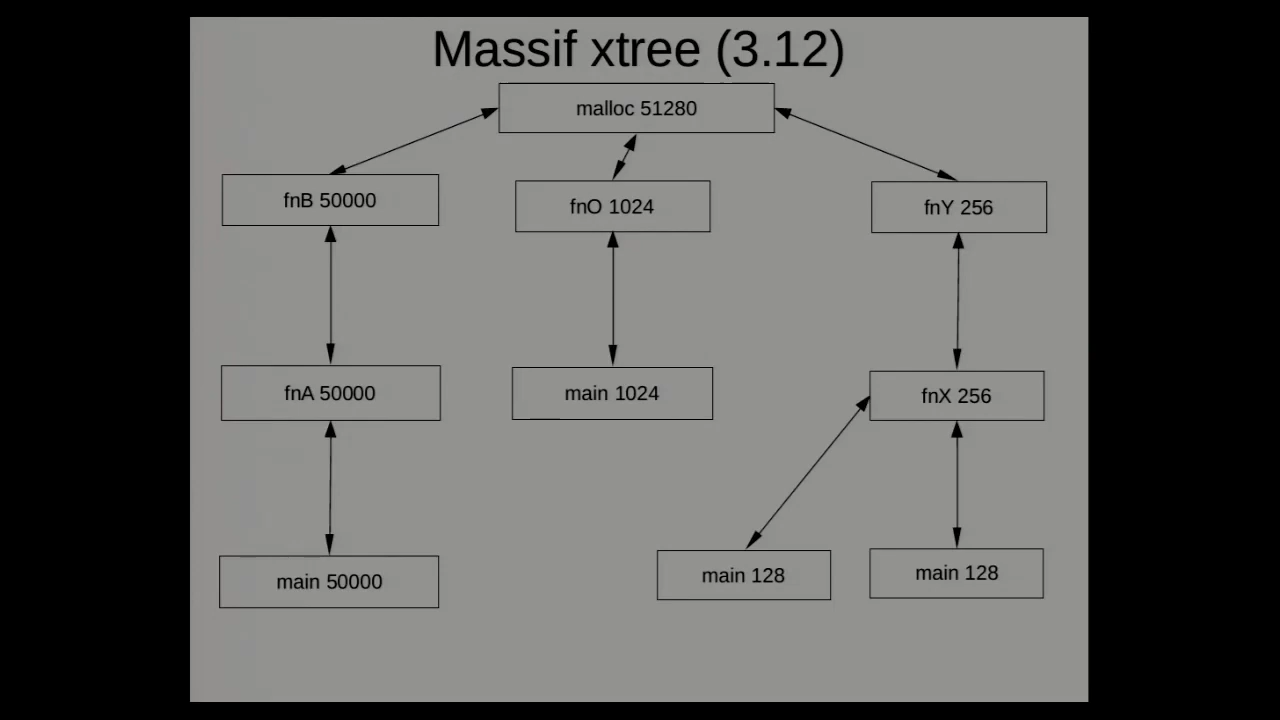 Massif xtree (3.12)
malloc 51280
fnB 50000
fnO 1024
fnY 256
fnA 50000
main 1024
fnX 256
main 50000
main 128
main 128